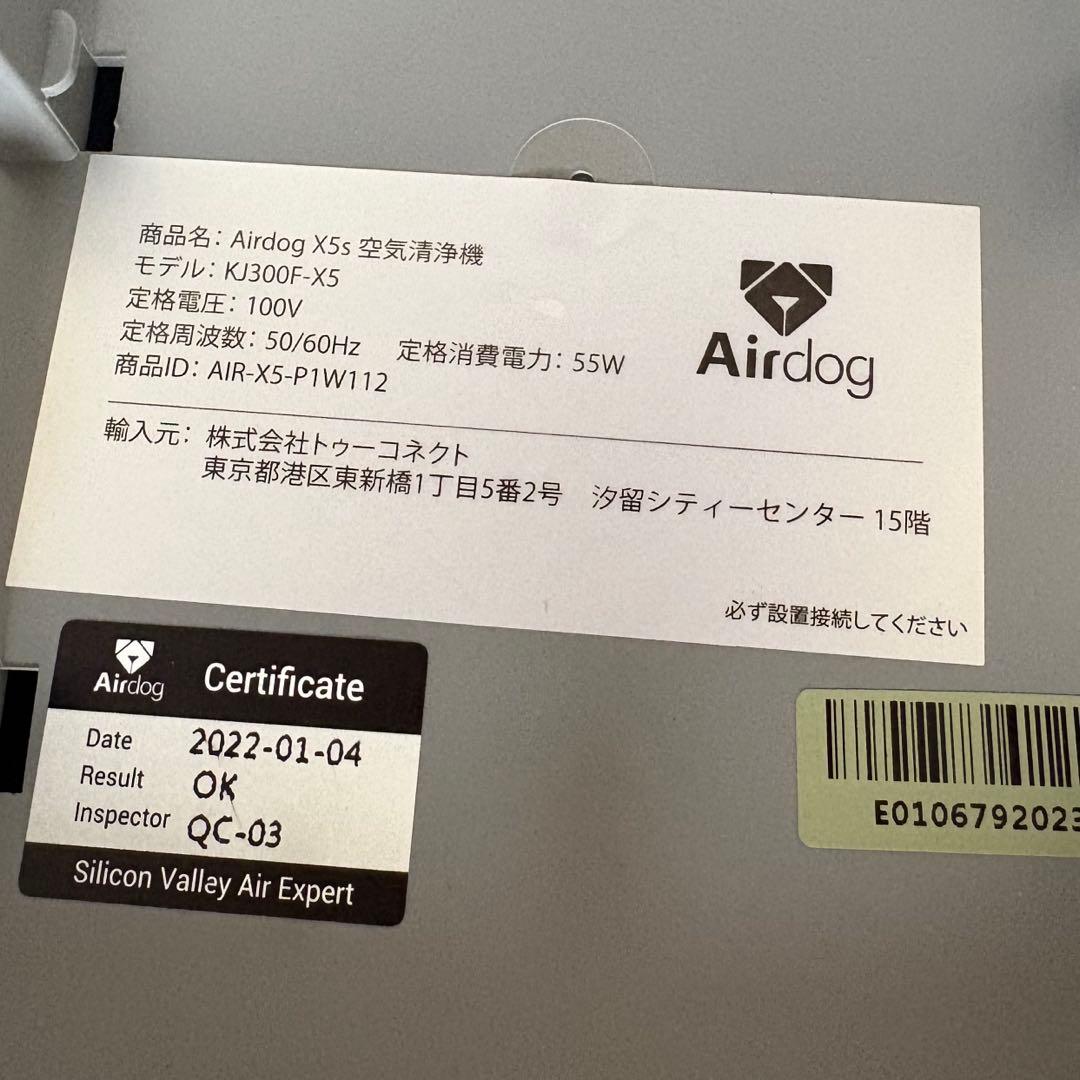 商品名: Airdog X5s 空気清浄機
モデル: KJ300F-X5
定格電圧: 100V
定格周波数: 50/60Hz 定格消費電力: 55W
商品ID: AIR-X5-P1W112
Airdog
輸入元: 株式会社トゥーコネクト
東京都港区東新橋1丁目5番2号 汐留シティーセンター 15階
必ず設置接続してください
Airdog Certificate
Date 2022-01-04
Result OK
Inspector QC-03
Silicon Valley Air Expert
E0106792023